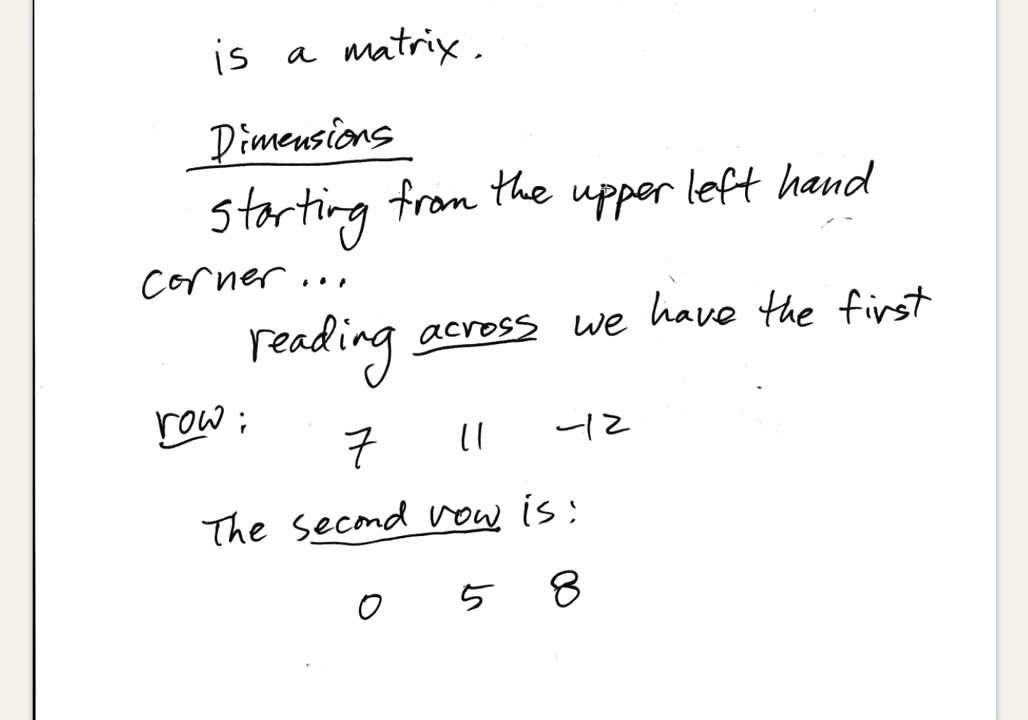 is a matrix.
Dimensions
starting from the upper left hand
corner...
reading across we have the first
row: 7 11 -12
The second row is:
0 5 8